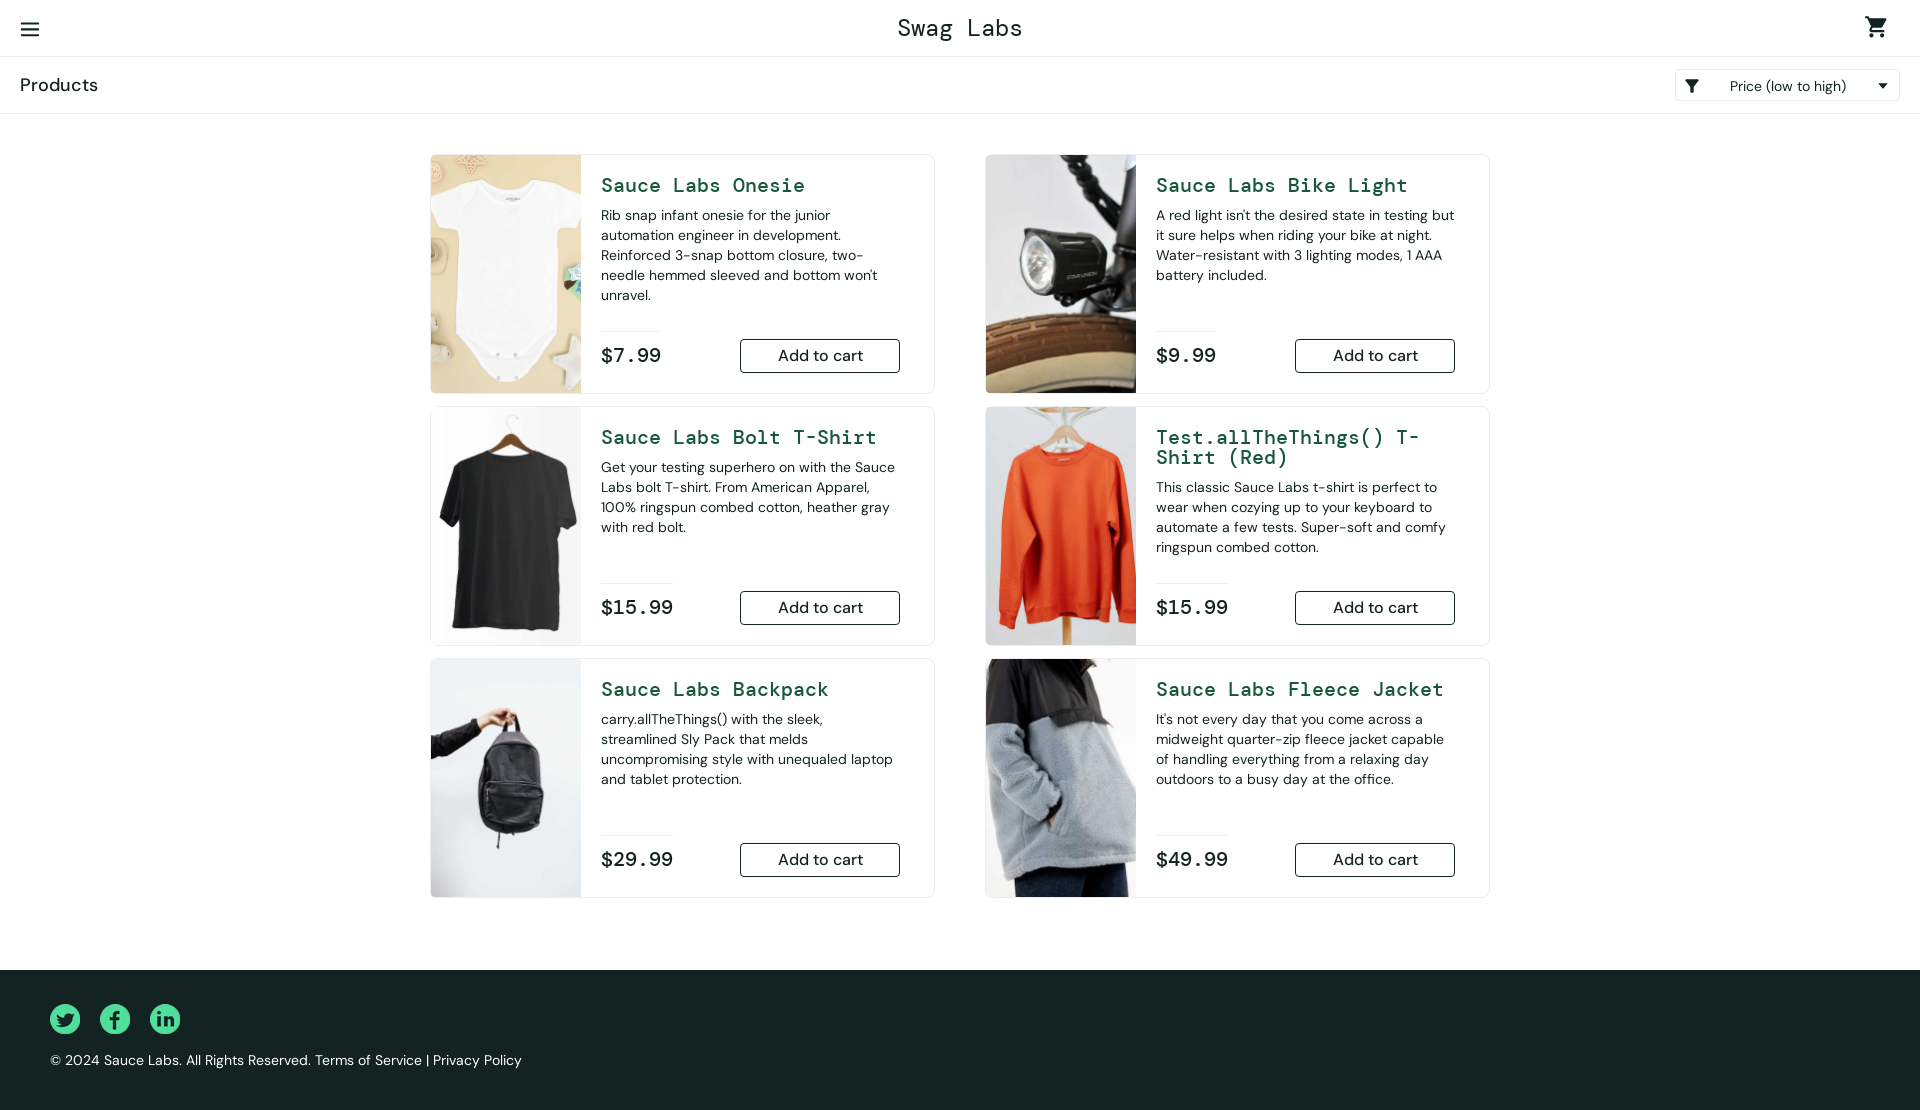 Swag Labs
Products
Price (low to high)
Sauce Labs Onesie
Rib snap infant onesie for the junior
automation engineer in development.
Reinforced 3-snap bottom closure, two-
needle hemmed sleeved and bottom won't
unravel.
$7.99
Add to cart
Sauce Labs Bike Light
A red light isn't the desired state in testing but
it sure helps when riding your bike at night.
Water-resistant with 3 lighting modes, 1 AAA
battery included.
$9.99
Add to cart
Sauce Labs Bolt T-Shirt
Get your testing superhero on with the Sauce
Labs bolt T-shirt. From American Apparel,
100% ringspun combed cotton, heather gray
with red bolt.
$15.99
Add to cart
Test.allTheThings() T-
Shirt (Red)
This classic Sauce Labs t-shirt is perfect to
wear when cozying up to your keyboard to
automate a few tests. Super-soft and comfy
ringspun combed cotton.
$15.99
Add to cart
Sauce Labs Backpack
carry.allTheThings() with the sleek,
streamlined Sly Pack that melds
uncompromising style with unequaled laptop
and tablet protection.
$29.99
Add to cart
Sauce Labs Fleece Jacket
It's not every day that you come across a
midweight quarter-zip fleece jacket capable
of handling everything from a relaxing day
outdoors to a busy day at the office.
$49.99
Add to cart
© 2024 Sauce Labs. All Rights Reserved. Terms of Service | Privacy Policy